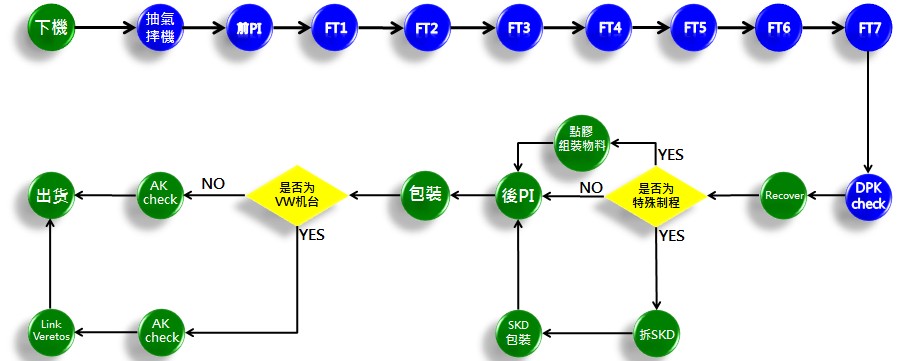 下機
抽氣
摔機
前PI
FT1
FT2
FT3
FT4
FT5
FT6
FT7
點膠
組裝物料
YES
出货
AK
check
NO
是否为
VW机台
包裝
後PI
NO
是否为
特殊制程
Recover
DPK
check
YES
YES
Link
Veretos
AK
check
SKD
包裝
拆SKD